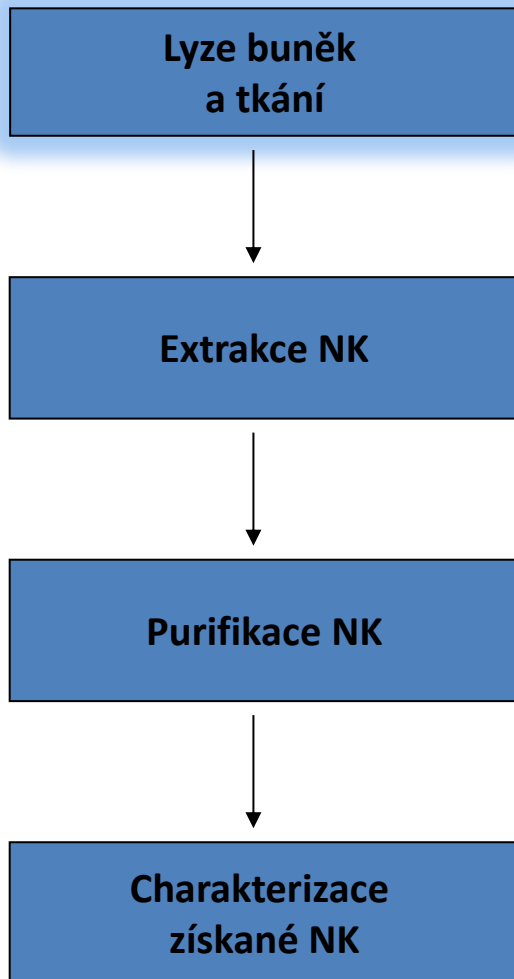 Lyze buněk
a tkání
Extrakce NK
Purifikace NK
Charakterizace
získané NK